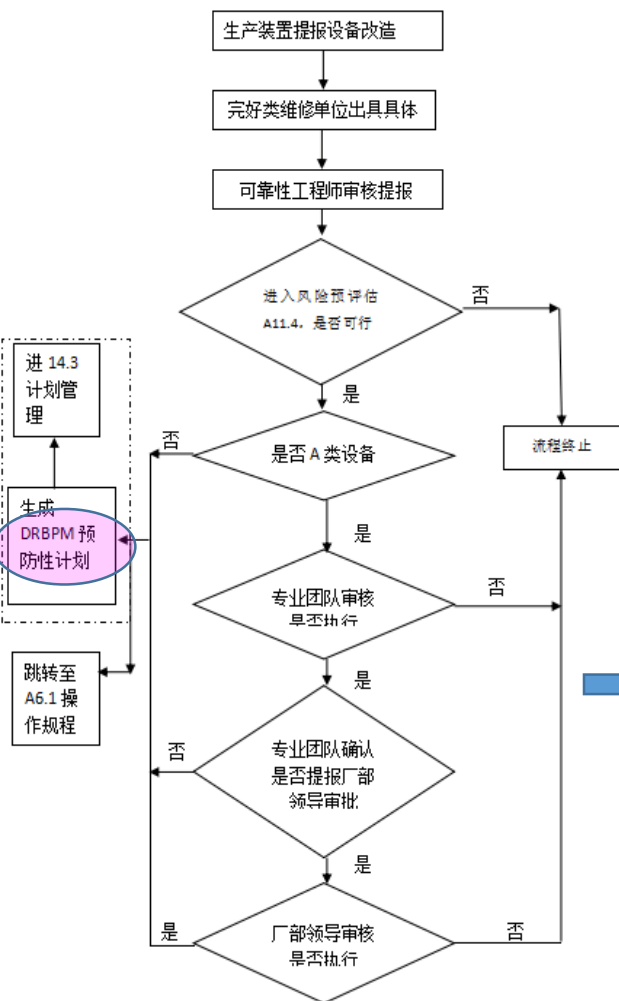 生产装置提报设备改造
完好类维修单位出具具体
可靠性工程师审核提报
进入风险预评估
A11.4，是否可行
否
是
进 14.3
计划管
理
否
是否 A 类设备
流程终止
生成
DRBPM 预
防性计划
是
专业团队审核
是否执行
否
跳转至
A6.1 操
作规程
是
否
专业团队确认
是否提报厂部
领导审批
是
是
厂部领导审核
是否执行
否